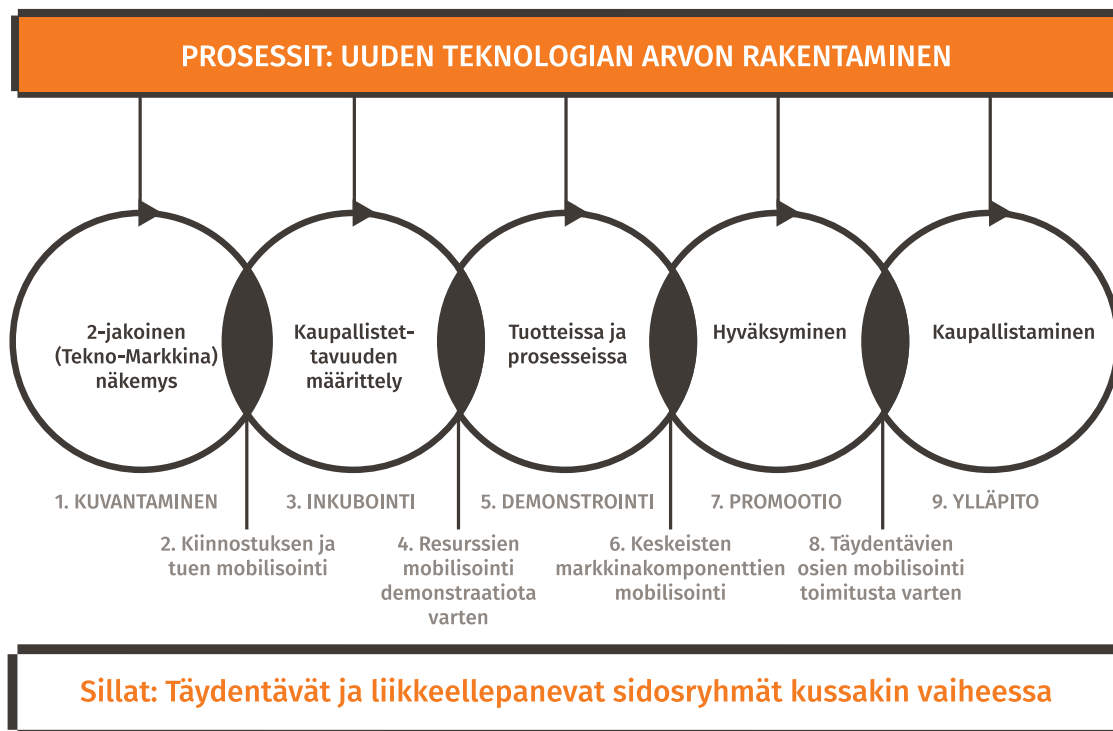 PROSESSIT: UUDEN TEKNOLOGIAN ARVON RAKENTAMINEN
2-jakoinen
(Tekno-Markkina)
näkemys
Kaupallistet-
tavuuden
määrittely
Tuotteissa ja
prosesseissa
Hyväksyminen
Kaupallistaminen
1. KUVANTAMINEN
3. INKUBOINTI
5. DEMONSTROINTI
7. PROMOOTIO
9. YLLÄPITO
2. Kiinnostuksen ja
tuen mobilisointi
4. Resurssien
mobilisointi
demonstraatiota
varten
6. Keskeisten
markkinakomponenttien
mobilisointi
8. Täydentävien
osien mobilisointi
toimitusta varten
Sillat: Täydentävät ja liikkeellepanevat sidosryhmät kussakin vaiheessa